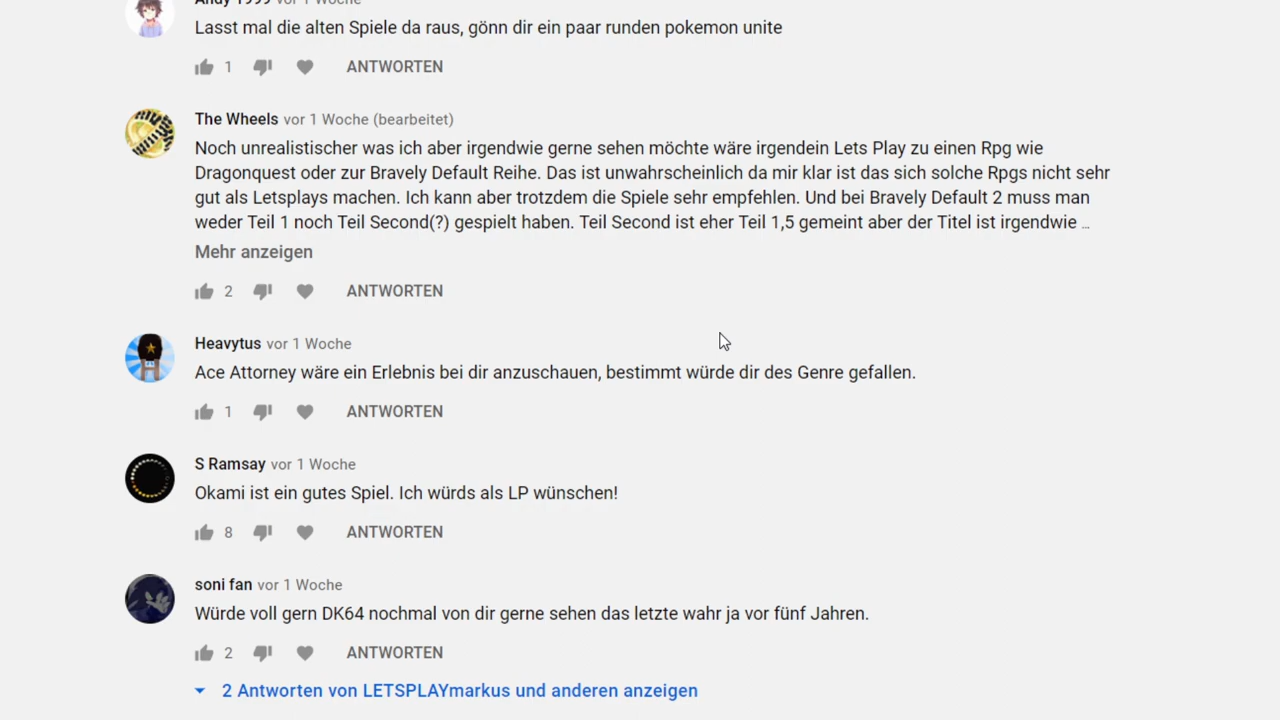 Andy 1999 vor 1 Woche
Lasst mal die alten Spiele da raus, gönn dir ein paar runden pokemon unite
1 ANTWORTEN
The Wheels vor 1 Woche (bearbeitet)
Noch unrealistischer was ich aber irgendwie gerne sehen möchte wäre irgendein Lets Play zu einen Rpg wie
Dragonquest oder zur Bravely Default Reihe. Das ist unwahrscheinlich da mir klar ist das sich solche Rpgs nicht sehr
gut als Letsplays machen. Ich kann aber trotzdem die Spiele sehr empfehlen. Und bei Bravely Default 2 muss man
weder Teil 1 noch Teil Second(?) gespielt haben. Teil Second ist eher Teil 1,5 gemeint aber der Titel ist irgendwie ...
Mehr anzeigen
2 ANTWORTEN
Heavytus vor 1 Woche
Ace Attorney wäre ein Erlebnis bei dir anzuschauen, bestimmt würde dir des Genre gefallen.
1 ANTWORTEN
S Ramsay vor 1 Woche
Okami ist ein gutes Spiel. Ich würds als LP wünschen!
8 ANTWORTEN
soni fan vor 1 Woche
Würde voll gern DK64 nochmal von dir gerne sehen das letzte wahr ja vor fünf Jahren.
2 ANTWORTEN
2 Antworten von LETSPLAYmarkus und anderen anzeigen